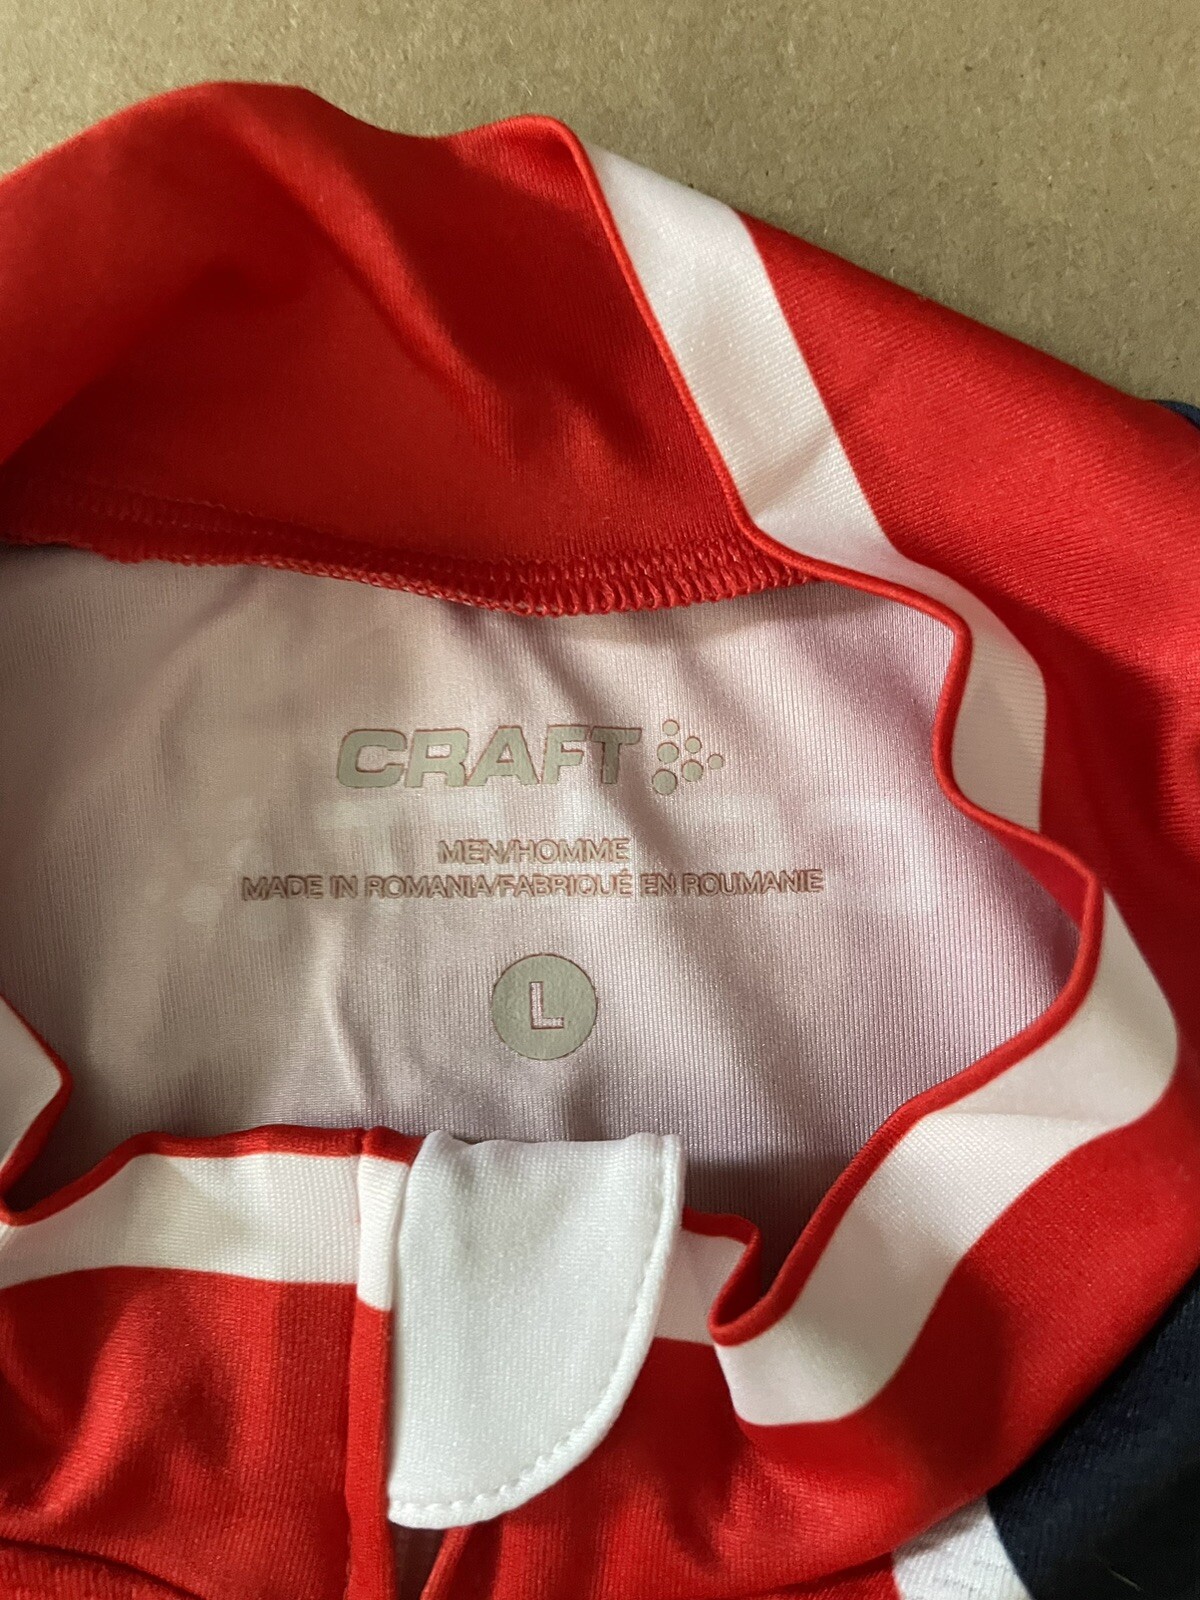 CRAFT
MEN/HOMME
MADE IN ROMANIA/FABRIQUÉ EN ROUMANIE
L